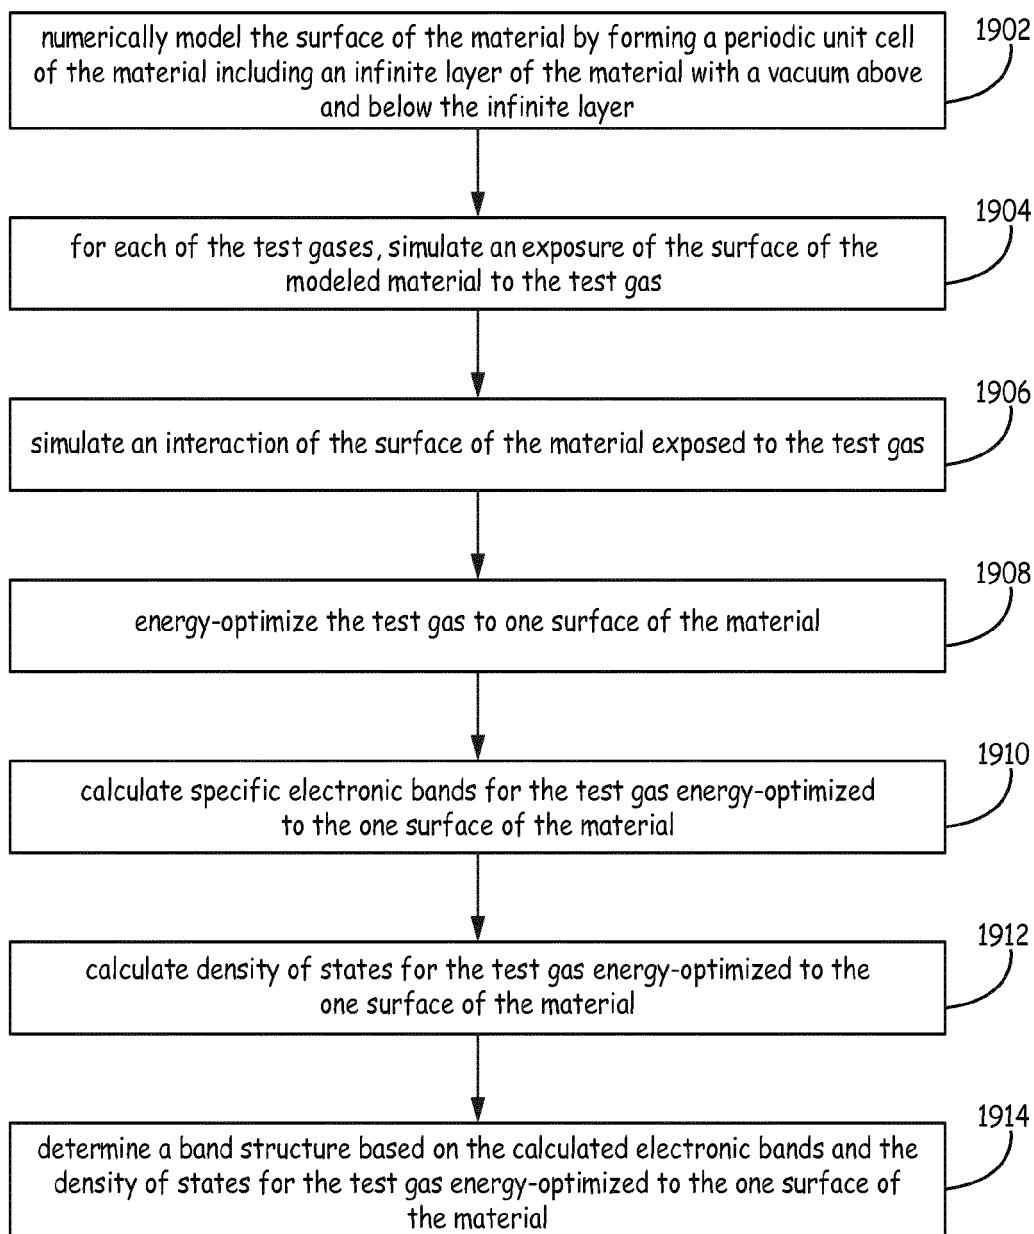 numerically model the surface of the material by forming a periodic unit cell
of the material including an infinite layer of the material with a vacuum above
and below the infinite layer
1902
for each of the test gases, simulate an exposure of the surface of the
modeled material to the test gas
1904
simulate an interaction of the surface of the material exposed to the test gas
1906
energy-optimize the test gas to one surface of the material
1908
calculate specific electronic bands for the test gas energy-optimized
to the one surface of the material
1910
calculate density of states for the test gas energy-optimized to the
one surface of the material
1912
determine a band structure based on the calculated electronic bands and the
density of states for the test gas energy-optimized to the one surface of
the material
1914